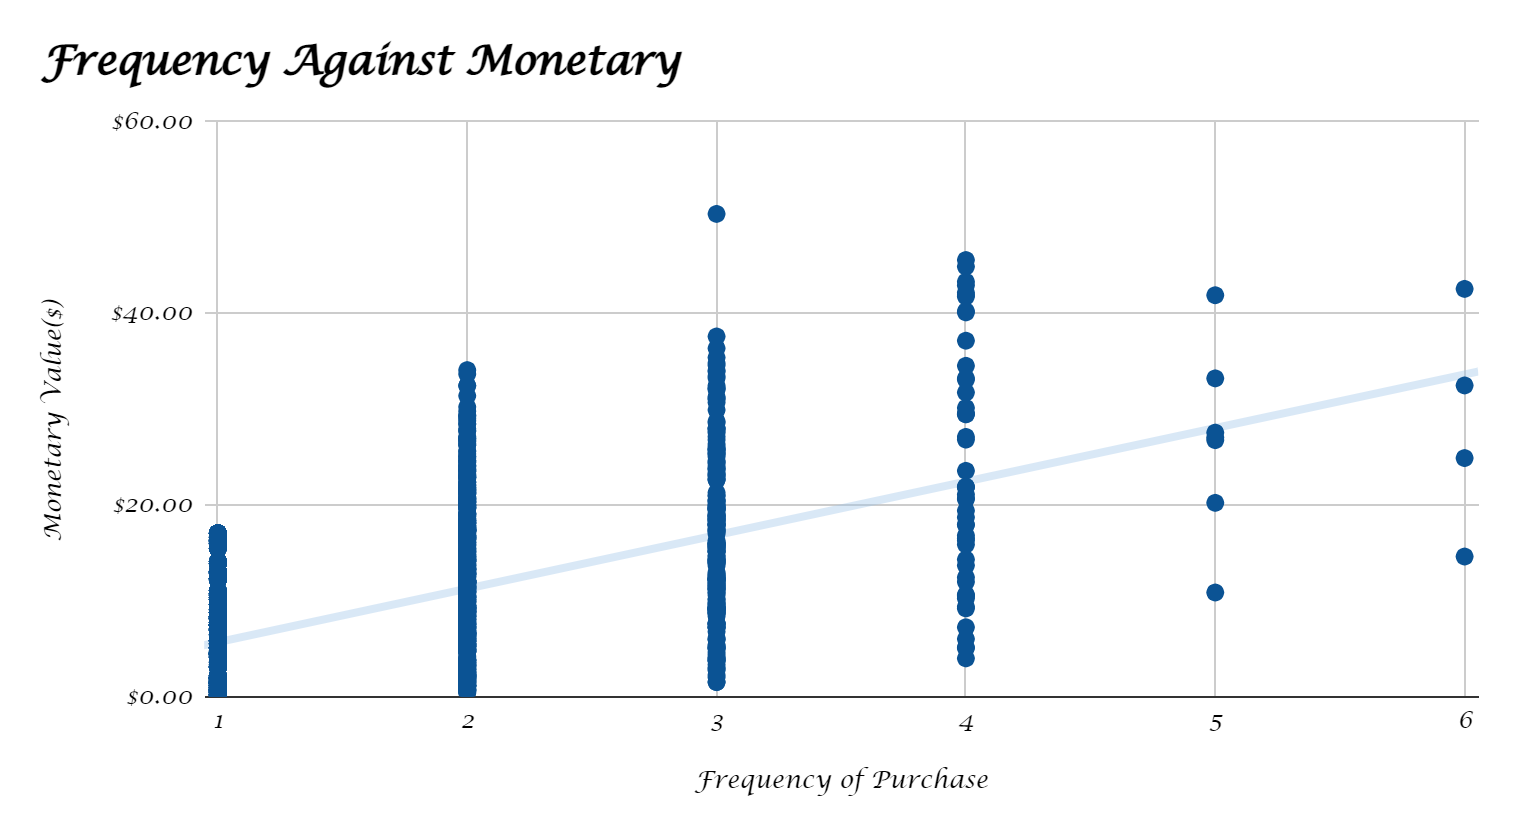 Frequency Against Monetary
$60.00
$40.00
$20.00
$0.00
Monetary Value($)
1 2 3 4 5 6
Frequency of Purchase